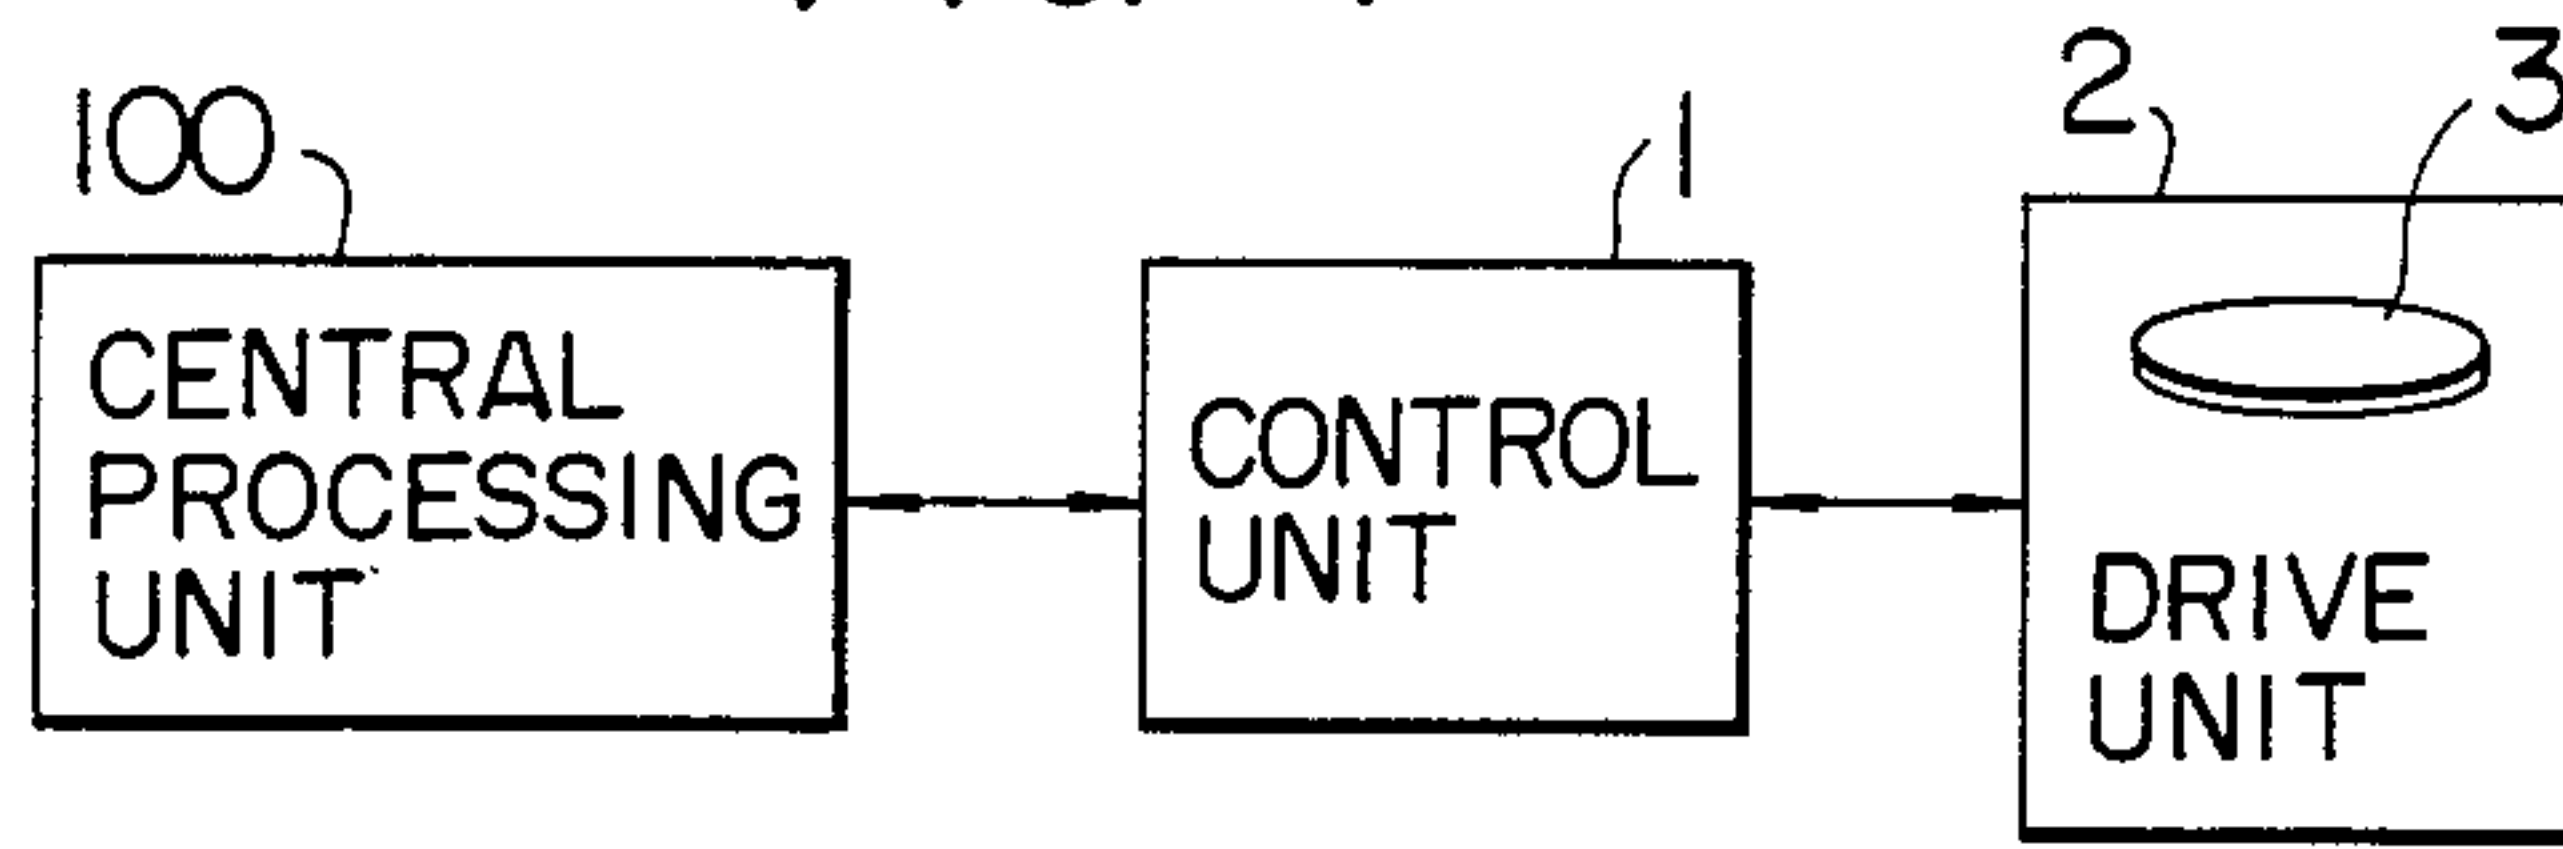 100
1
2
3
CENTRAL
PROCESSING
UNIT
CONTROL
UNIT
DRIVE
UNIT